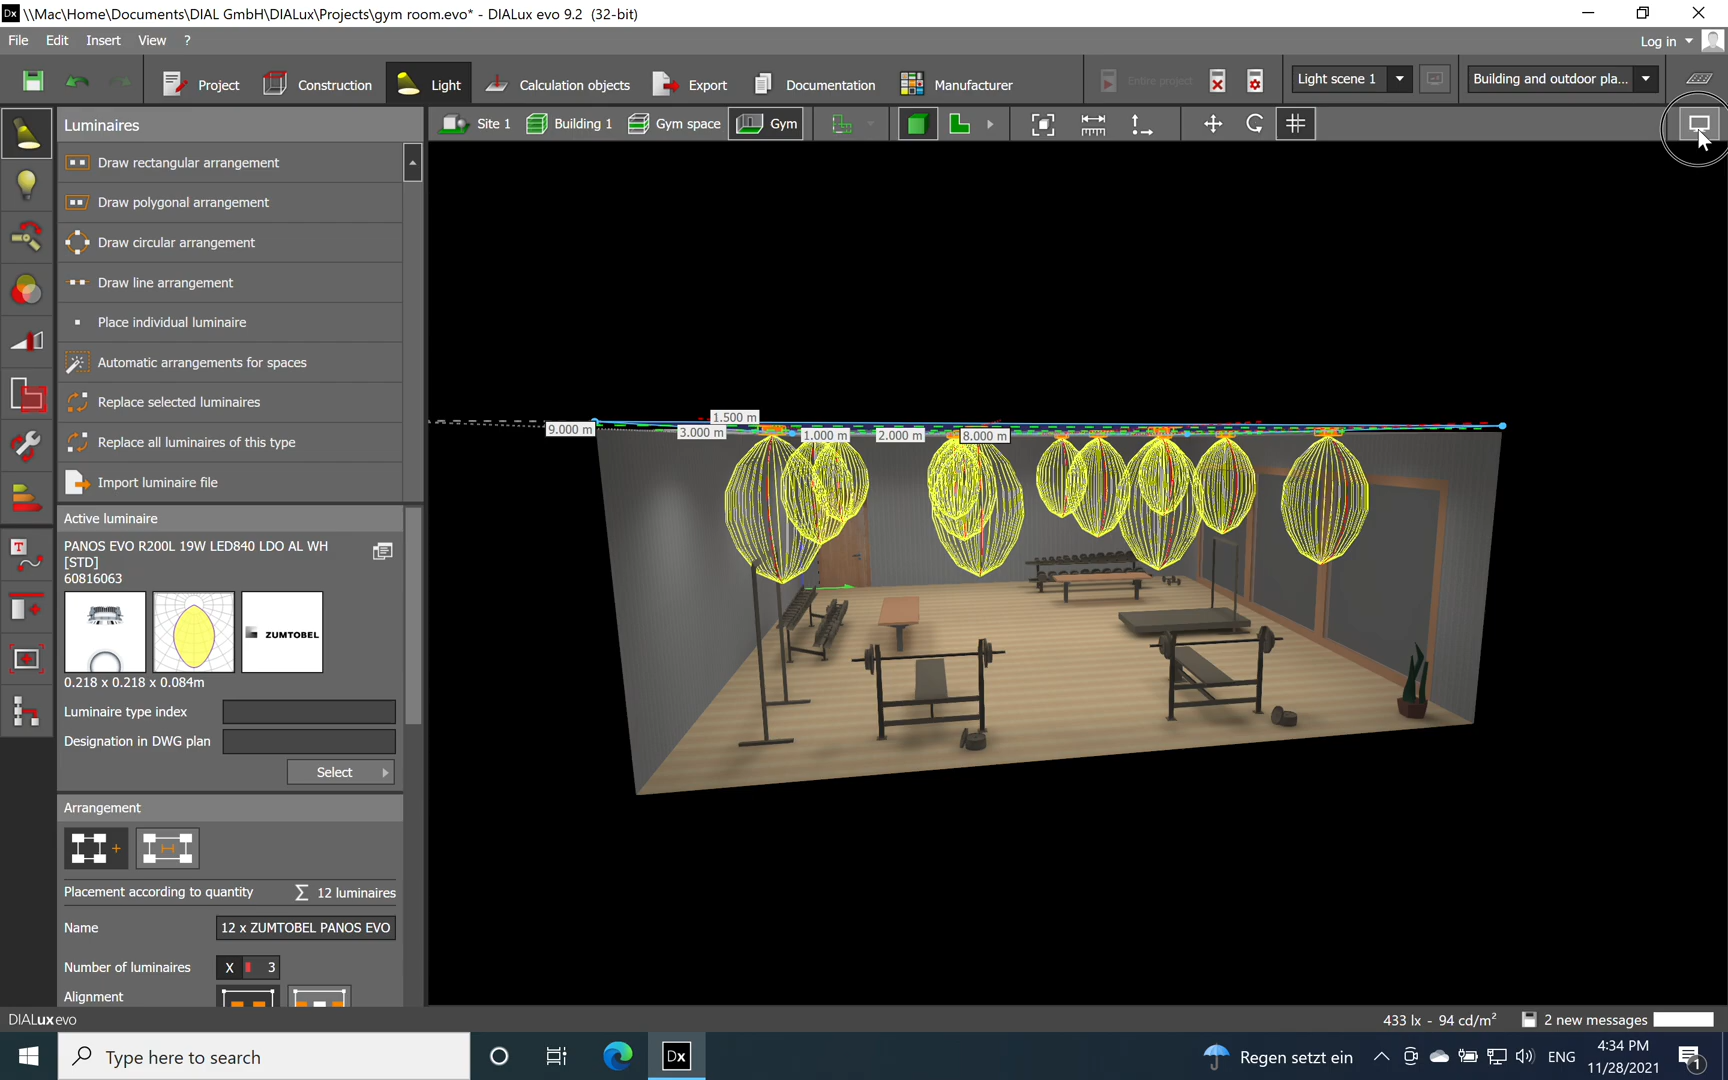 Dx \\Mac\Home\Documents\DIAL GmbH\DIALux\Projects\gym room.evo* - DIALux evo 9.2 (32-bit)
File Edit Insert View ?
Log in
Project Construction Light Calculation objects Export Documentation Manufacturer
Entire project
Light scene 1
Building and outdoor pla...
Site 1 Building 1 Gym space Gym
Luminaires
Draw rectangular arrangement
Draw polygonal arrangement
Draw circular arrangement
Draw line arrangement
Place individual luminaire
Automatic arrangements for spaces
Replace selected luminaires
Replace all luminaires of this type
Import luminaire file
1.500 m
9.000 m
3.000 m
1.000 m
2.000 m
8.000 m
Active luminaire
PANOS EVO R200L 19W LED840 LDO AL WH
[STD]
60816063
ZUMTOBEL
0.218 x 0.218 x 0.084m
Luminaire type index
Designation in DWG plan
Select
Arrangement
Placement according to quantity
∑ 12 luminaires
Name
12 x ZUMTOBEL PANOS EVO
Number of luminaires
X 3
Alignment
DIALux evo
433 lx - 94 cd/m²
2 new messages
Type here to search
Dx
Regen setzt ein
ENG
4:34 PM
11/28/2021
1